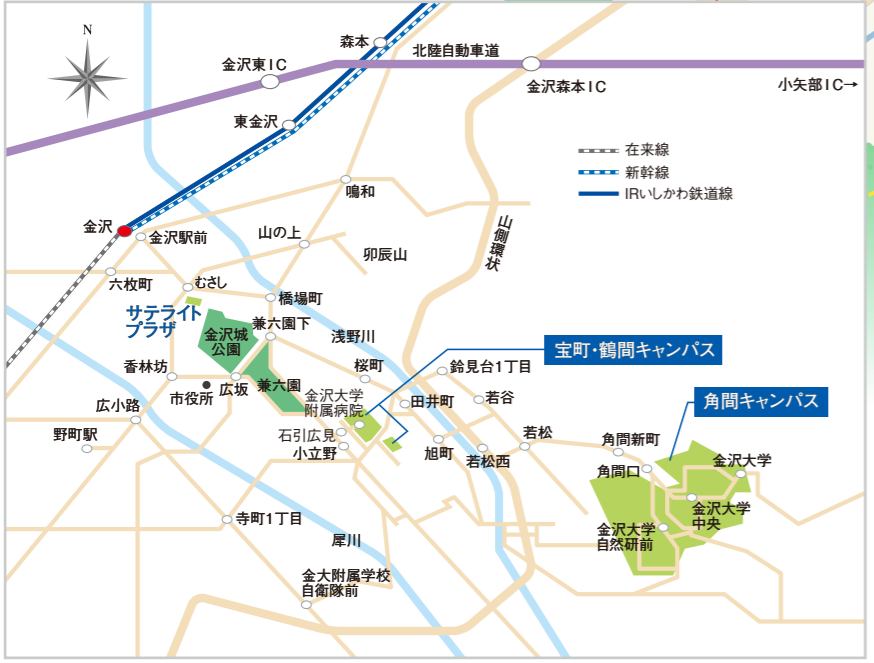 N
森本
北陸自動車道
金沢東IC
金沢森本IC
小矢部IC→
東金沢
在来線
新幹線
IRいしかわ鉄道線
鳴和
金沢
金沢駅前
山の上
卯辰山
山側環状
六枚町
むさし
橋場町
サテライト
プラザ
金沢城
公園
兼六園下
浅野川
宝町・鶴間キャンパス
香林坊
市役所
広坂
兼六園
桜町
鈴見台1丁目
金沢大学
附属病院
田井町
若谷
角間キャンパス
広小路
野町駅
石引広見
小立野
旭町
若松西
若松
角間新町
角間口
金沢大学
金沢大学
中央
金沢大学
自然研前
寺町1丁目
犀川
金大附属学校
自衛隊前